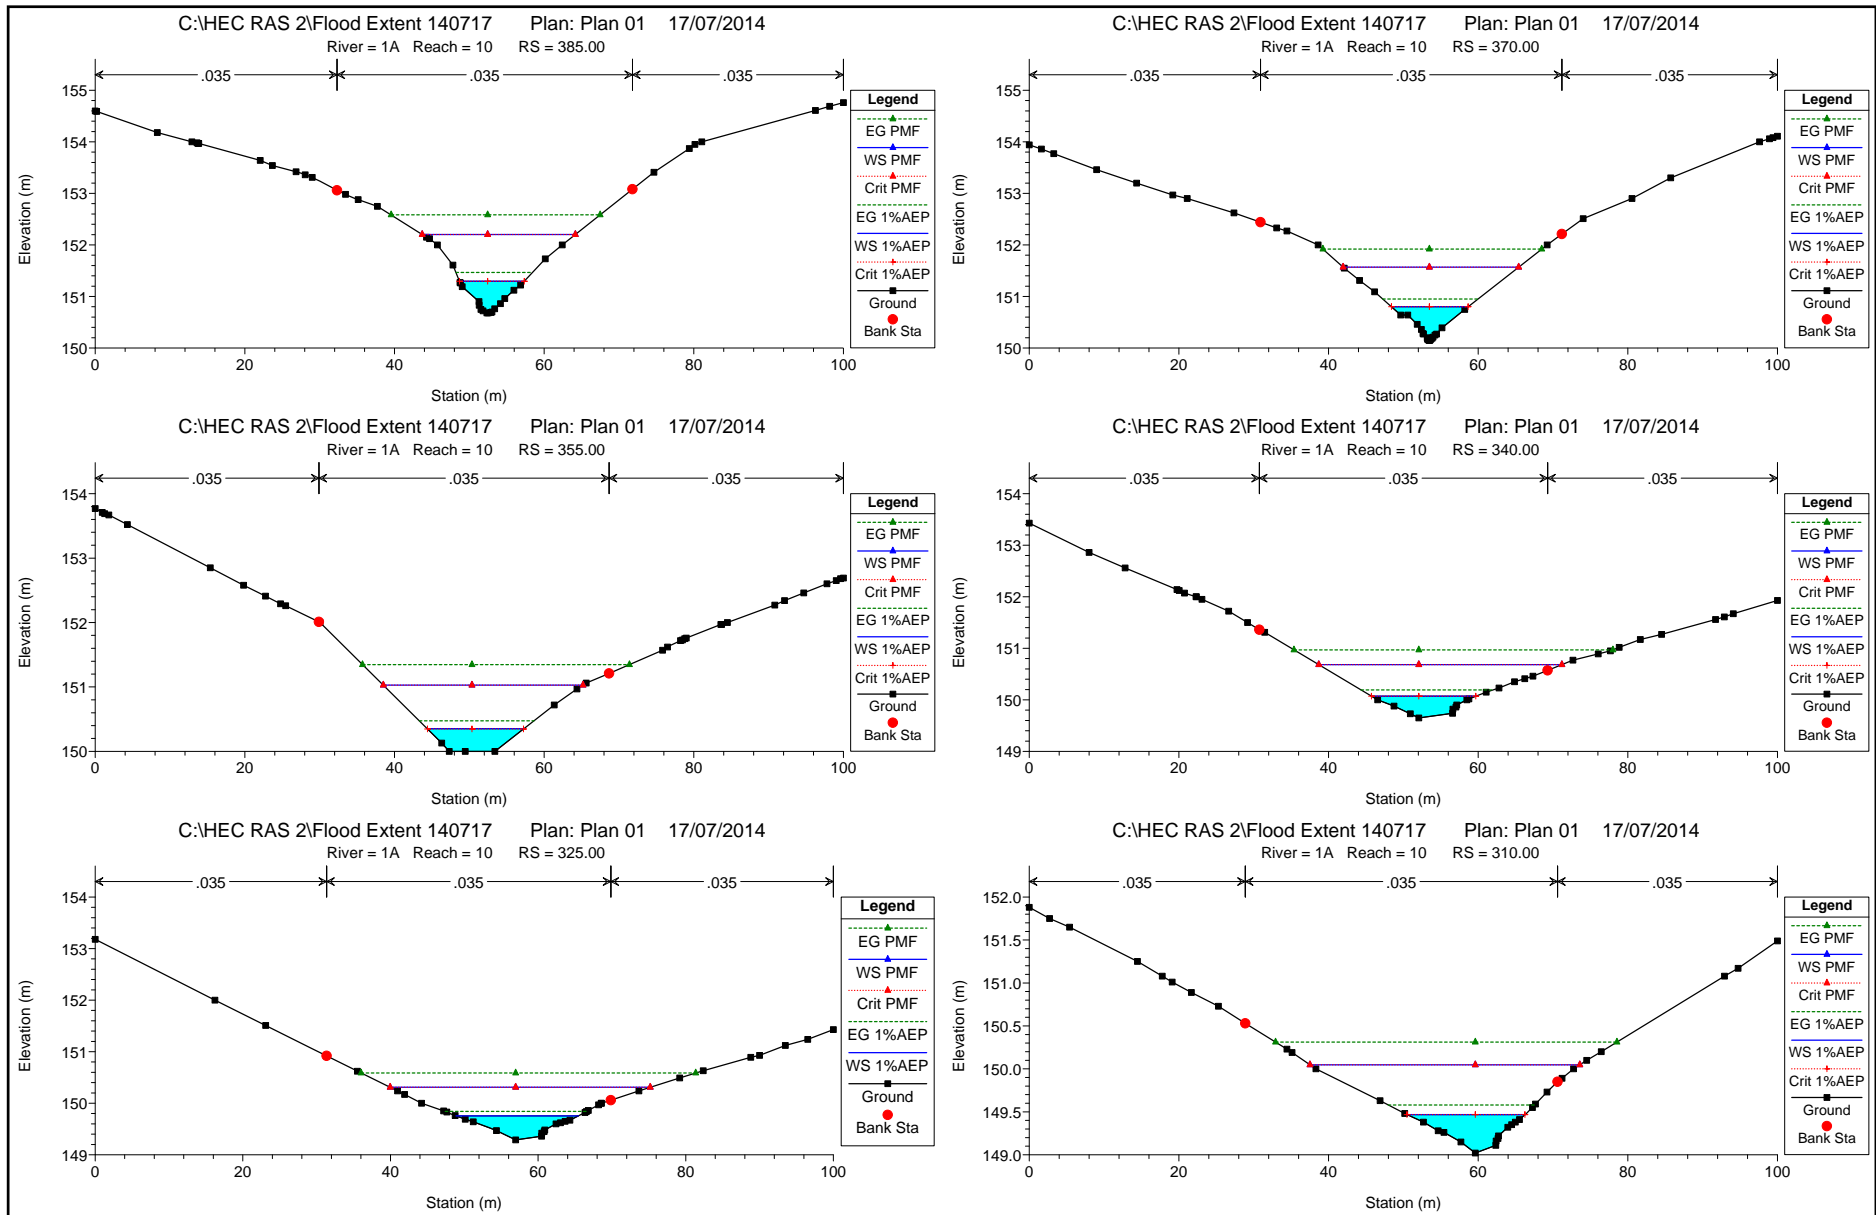 C:\HEC RAS 2\Flood Extent 140717 Plan: Plan 01 17/07/2014
River = 1A Reach = 10 RS = 385.00
.035 .035 .035
155
154
153
152
151
150
Elevation (m)
0 20 40 60 80 100
Station (m)
Legend
EG PMF
WS PMF
Crit PMF
EG 1%AEP
WS 1%AEP
Crit 1%AEP
Ground
Bank Sta
C:\HEC RAS 2\Flood Extent 140717 Plan: Plan 01 17/07/2014
River = 1A Reach = 10 RS = 370.00
.035 .035 .035
155
154
153
152
151
150
Elevation (m)
0 20 40 60 80 100
Station (m)
Legend
EG PMF
WS PMF
Crit PMF
EG 1%AEP
WS 1%AEP
Crit 1%AEP
Ground
Bank Sta
C:\HEC RAS 2\Flood Extent 140717 Plan: Plan 01 17/07/2014
River = 1A Reach = 10 RS = 355.00
.035 .035 .035
154
153
152
151
150
Elevation (m)
0 20 40 60 80 100
Station (m)
Legend
EG PMF
WS PMF
Crit PMF
EG 1%AEP
WS 1%AEP
Crit 1%AEP
Ground
Bank Sta
C:\HEC RAS 2\Flood Extent 140717 Plan: Plan 01 17/07/2014
River = 1A Reach = 10 RS = 340.00
.035 .035 .035
154
153
152
151
150
149
Elevation (m)
0 20 40 60 80 100
Station (m)
Legend
EG PMF
WS PMF
Crit PMF
EG 1%AEP
WS 1%AEP
Crit 1%AEP
Ground
Bank Sta
C:\HEC RAS 2\Flood Extent 140717 Plan: Plan 01 17/07/2014
River = 1A Reach = 10 RS = 325.00
.035 .035 .035
154
153
152
151
150
149
Elevation (m)
0 20 40 60 80 100
Station (m)
Legend
EG PMF
WS PMF
Crit PMF
EG 1%AEP
WS 1%AEP
Ground
Bank Sta
C:\HEC RAS 2\Flood Extent 140717 Plan: Plan 01 17/07/2014
River = 1A Reach = 10 RS = 310.00
.035 .035 .035
152.0
151.5
151.0
150.5
150.0
149.5
149.0
Elevation (m)
0 20 40 60 80 100
Station (m)
Legend
EG PMF
WS PMF
Crit PMF
EG 1%AEP
WS 1%AEP
Crit 1%AEP
Ground
Bank Sta